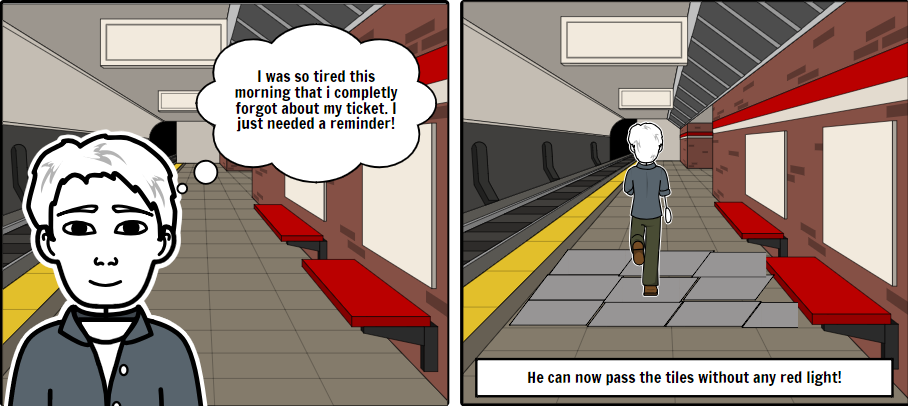 I was so tired this
morning that i completly
forgot about my ticket. I
just needed a reminder!
He can now pass the tiles without any red light!